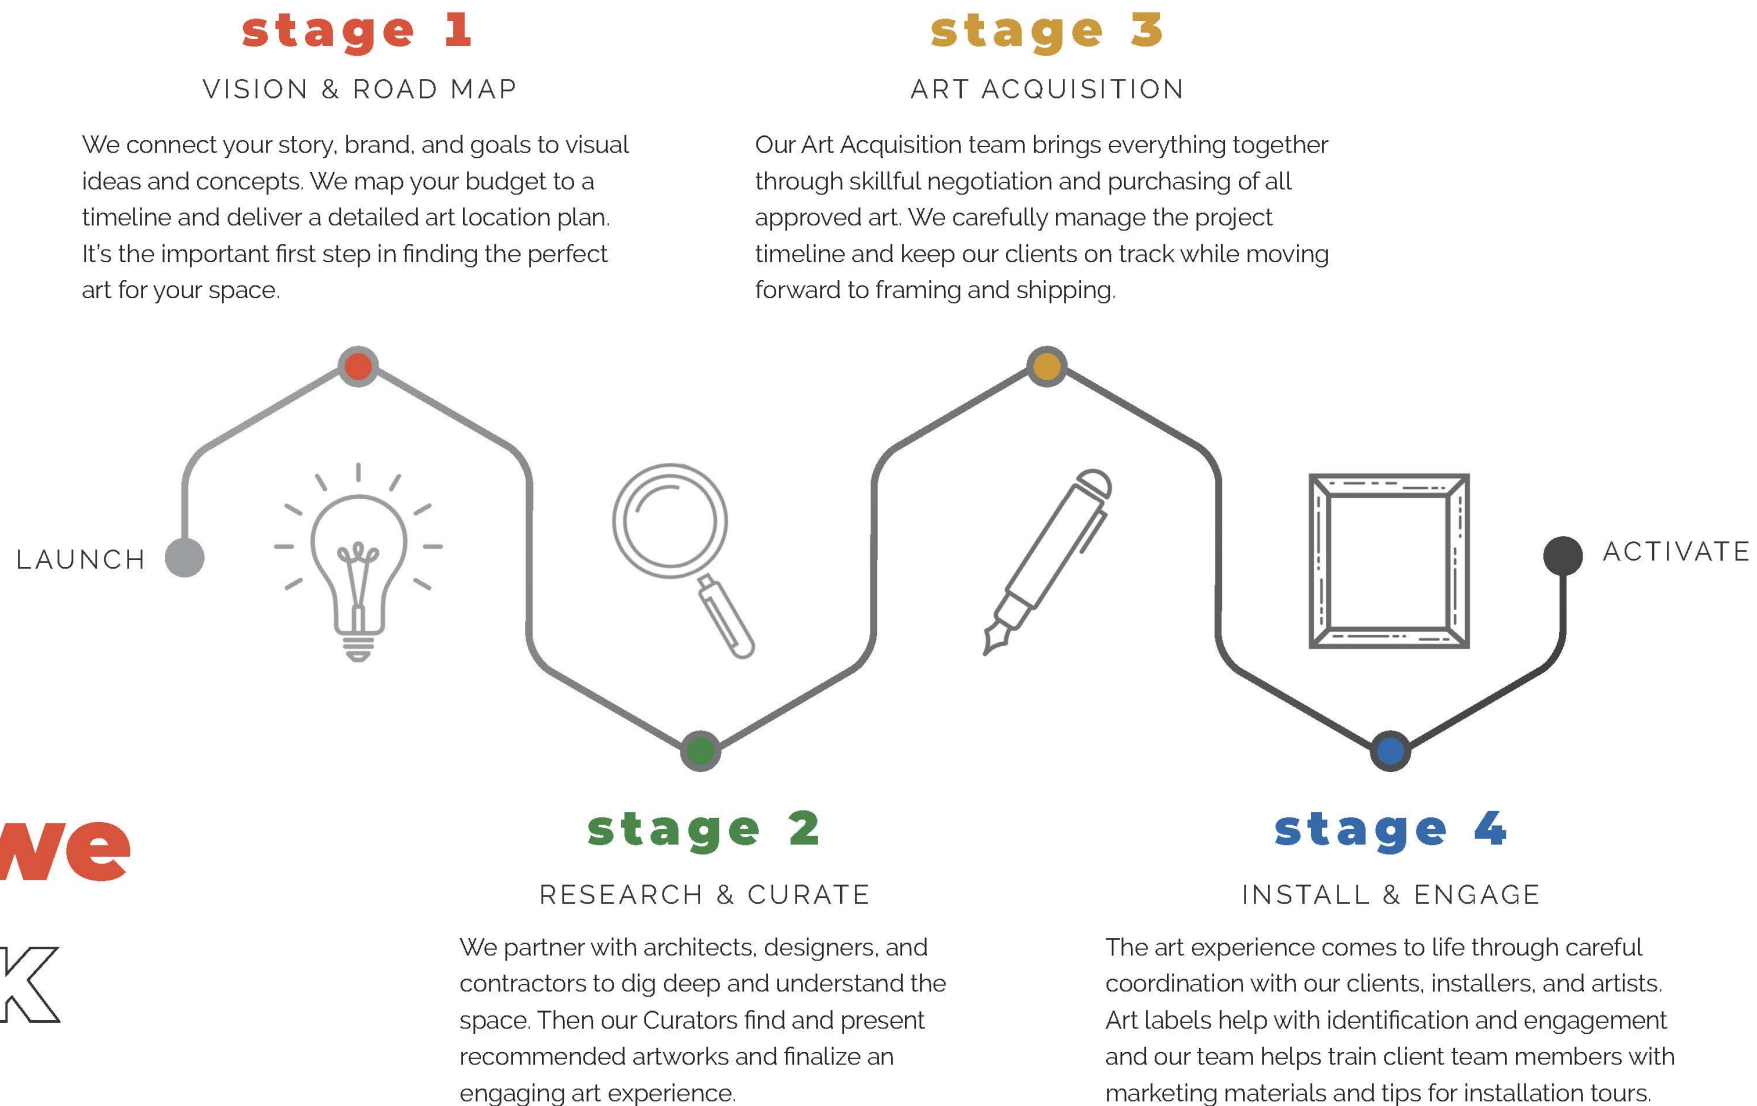 stage 1
VISION & ROAD MAP
We connect your story, brand, and goals to visual
ideas and concepts. We map your budget to a
timeline and deliver a detailed art location plan.
It's the important first step in finding the perfect
art for your space.
stage 3
ART ACQUISITION
Our Art Acquisition team brings everything together
through skillful negotiation and purchasing of all
approved art. We carefully manage the project
timeline and keep our clients on track while moving
forward to framing and shipping.
LAUNCH
ACTIVATE
we
K
stage 2
RESEARCH & CURATE
We partner with architects, designers, and
contractors to dig deep and understand the
space. Then our Curators find and present
recommended artworks and finalize an
engaging art experience.
stage 4
INSTALL & ENGAGE
The art experience comes to life through careful
coordination with our clients, installers, and artists.
Art labels help with identification and engagement
and our team helps train client team members with
marketing materials and tips for installation tours.